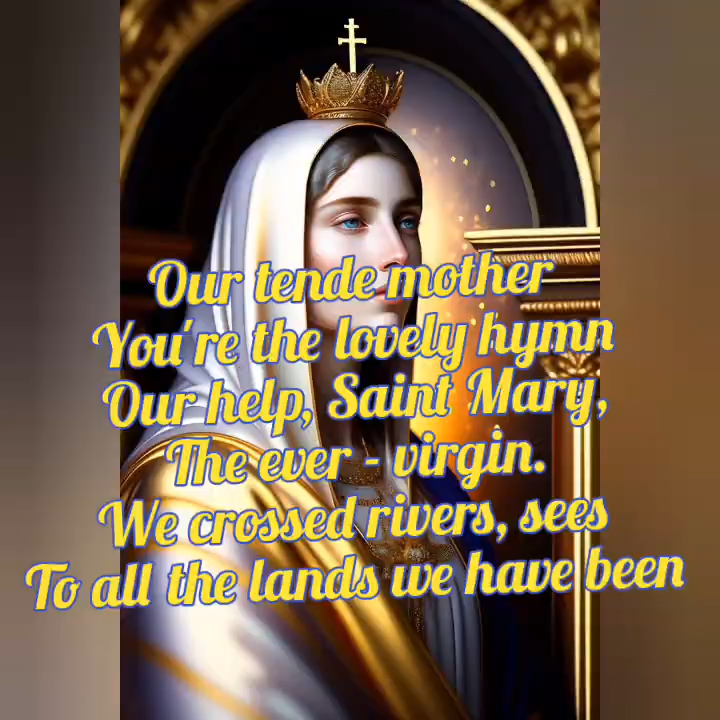 Our tende mother
You're the lovely hymn
Our help, Saint Mary,
The ever - virgin.
We crossed rivers, sees
To all the lands we have been